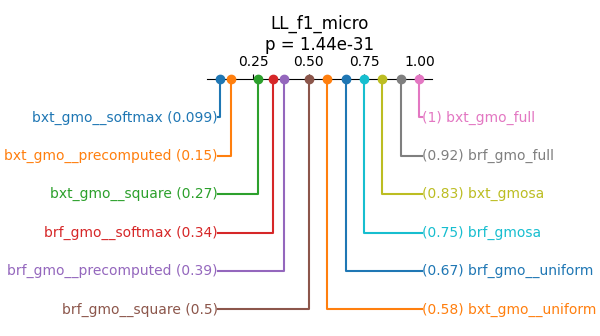 LL_f1_micro
p = 1.44e-31
0.25 0.50 0.75 1.00
bxt_gmo__softmax (0.099)
(1) bxt_gmo_full
bxt_gmo__precomputed (0.15)
(0.92) brf_gmo_full
bxt_gmo__square (0.27)
(0.83) bxt_gmosa
brf_gmo__softmax (0.34)
(0.75) brf_gmosa
brf_gmo__precomputed (0.39)
(0.67) brf_gmo__uniform
brf_gmo__square (0.5)
(0.58) bxt_gmo__uniform